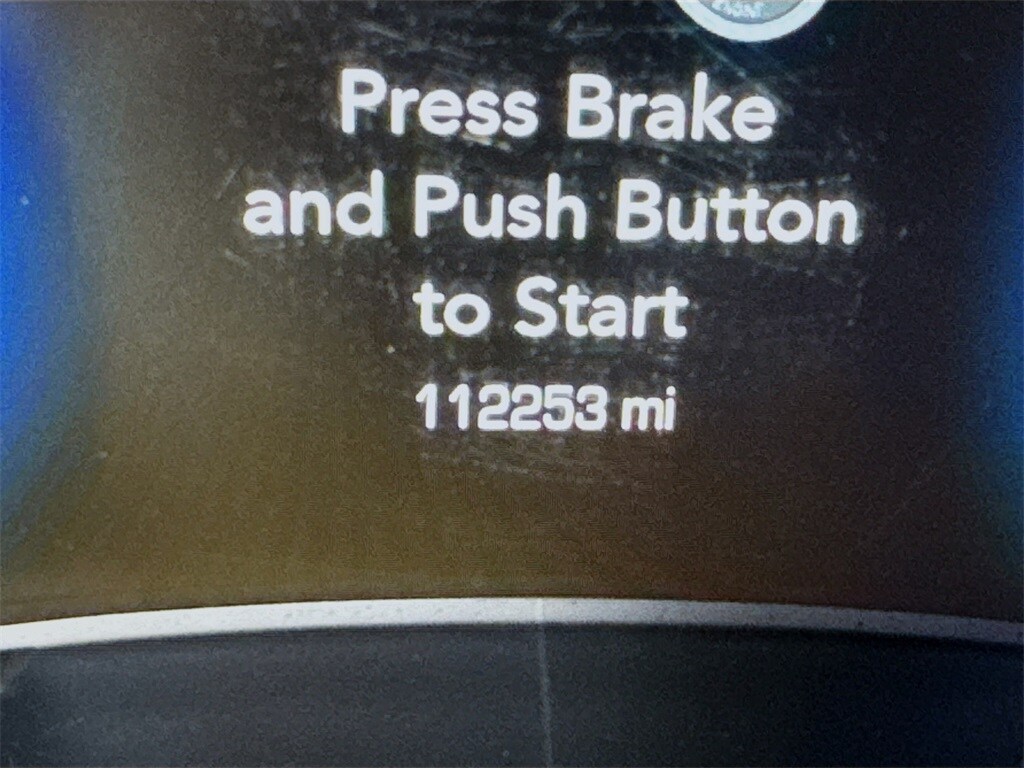 Press Brake
and Push Button
to Start
112253 mi